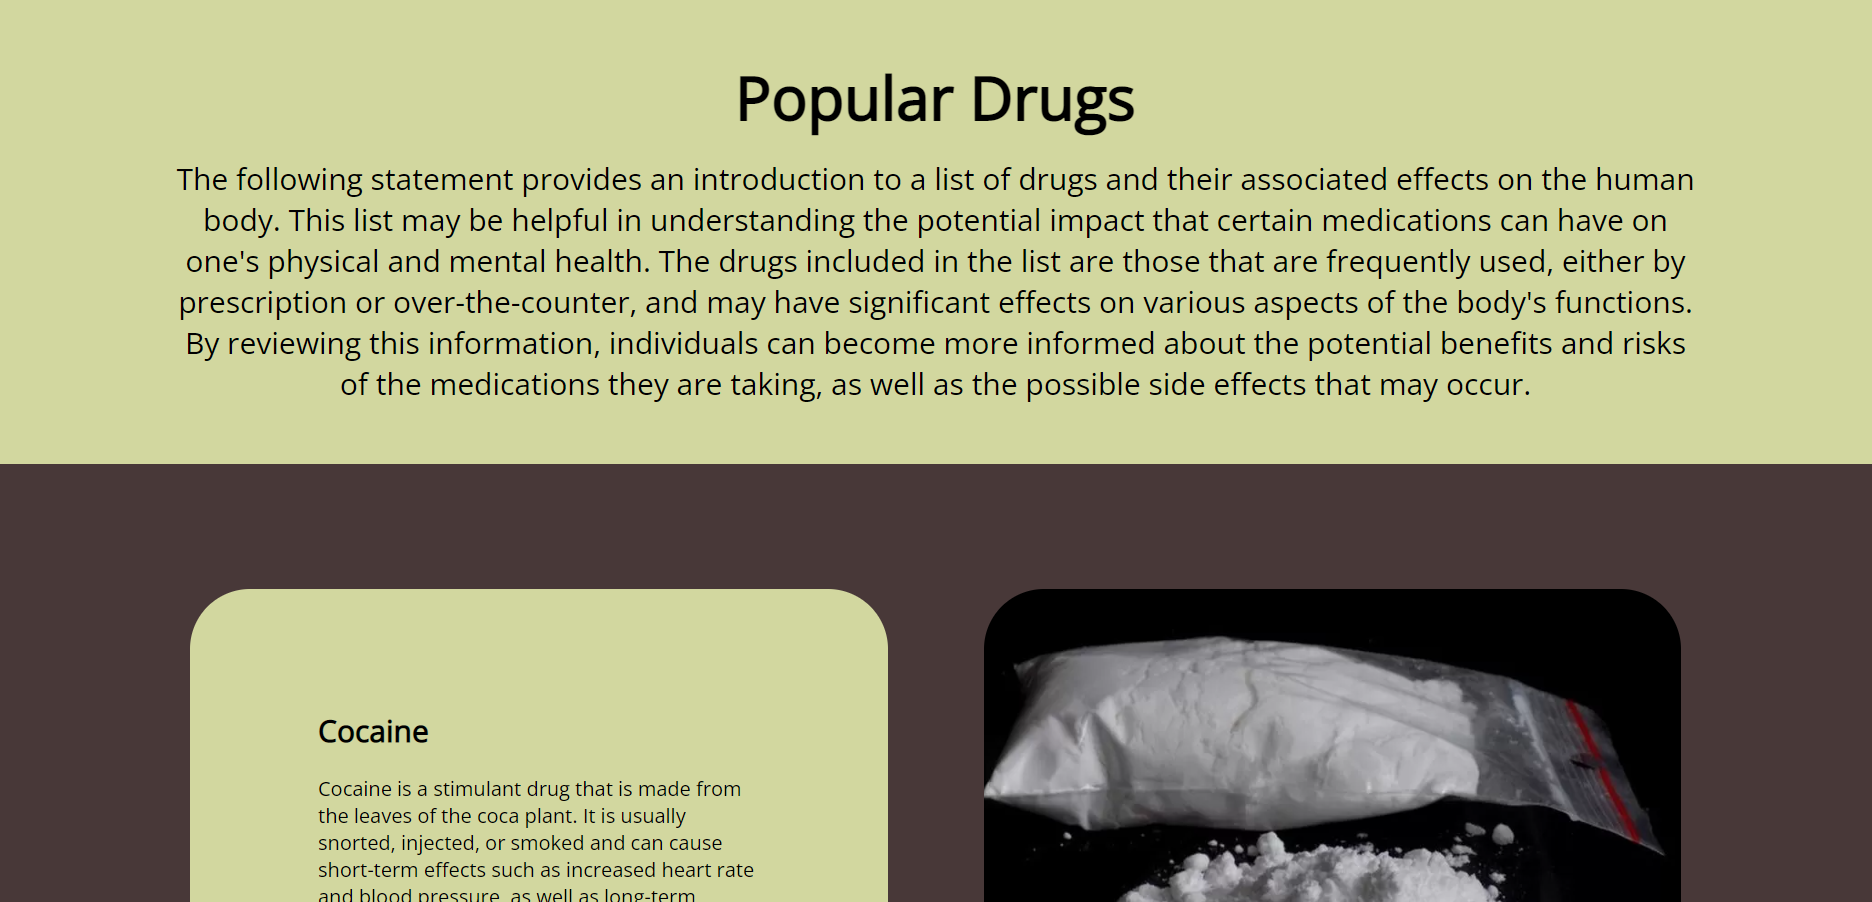 Popular Drugs
The following statement provides an introduction to a list of drugs and their associated effects on the human
body. This list may be helpful in understanding the potential impact that certain medications can have on
one's physical and mental health. The drugs included in the list are those that are frequently used, either by
prescription or over-the-counter, and may have significant effects on various aspects of the body's functions.
By reviewing this information, individuals can become more informed about the potential benefits and risks
of the medications they are taking, as well as the possible side effects that may occur.
Cocaine
Cocaine is a stimulant drug that is made from
the leaves of the coca plant. It is usually
snorted, injected, or smoked and can cause
short-term effects such as increased heart rate
and blood pressure, as well as long-term